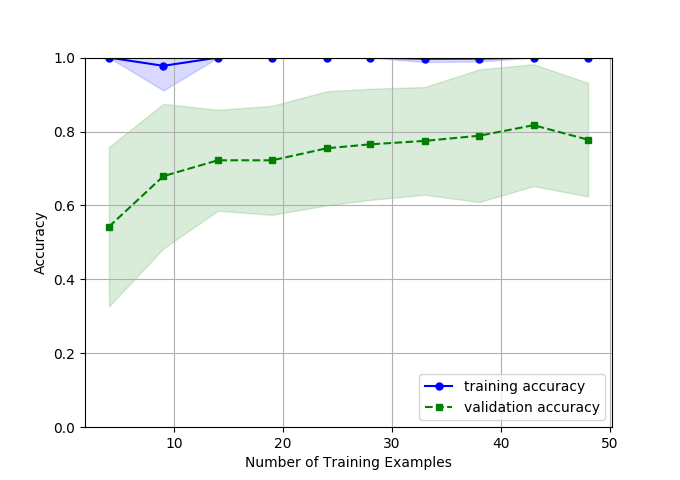 1.0
0.8
0.6
0.4
0.2
0.0
Accuracy
10 20 30 40 50
Number of Training Examples
training accuracy
validation accuracy